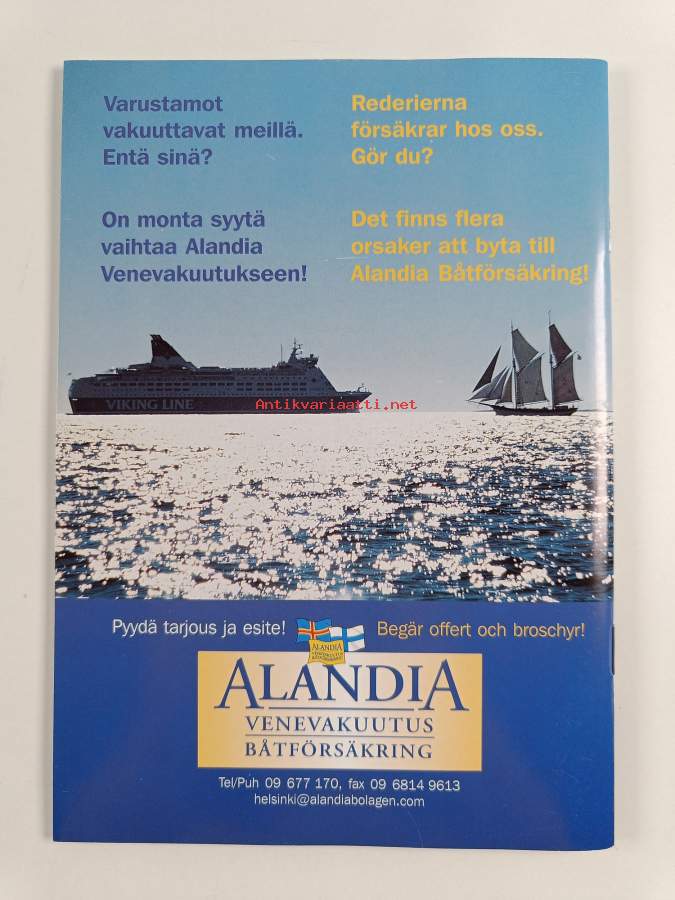 Varustamot
vakuuttavat meillä.
Entä sinä?
Rederierna
försäkrar hos oss.
Gör du?
On monta syytä
vaihtaa Alandia
Venevakuutukseen!
Det finns flera
orsaker att byta till
Alandia Båtförsäkring!
VIKING LINE
Antikvariaatti.net
Pyydä tarjous ja esite!
Begär offert och broschyr!
ALANDIA
VENEVAKUUTUS
BÅTFÖRSÄKRING
ALANDIA
VENEVAKUUTUS
BÅTFÖRSÄKRING
Tel/Puh 09 677 170, fax 09 6814 9613
helsinki@alandiabolagen.com